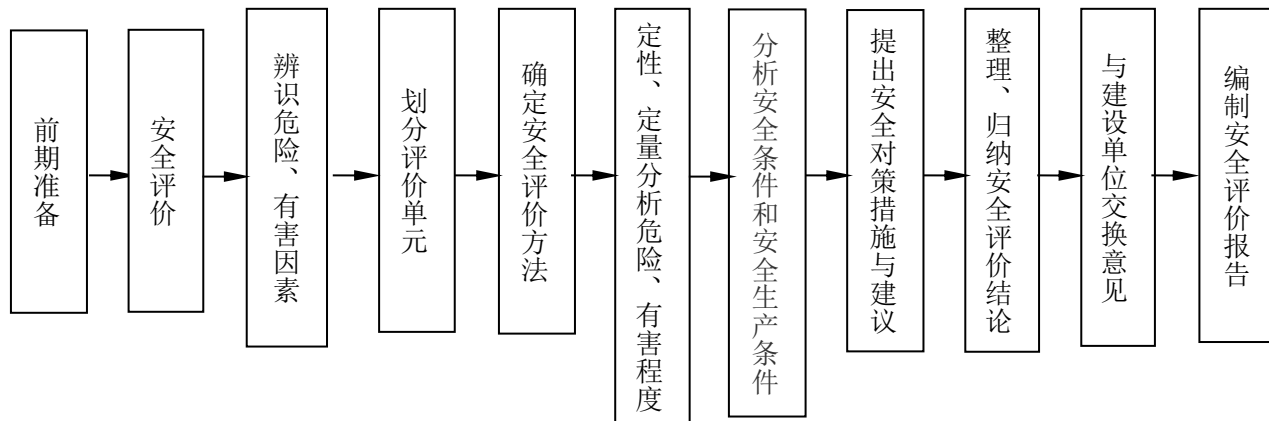 前期准备
安全评价
辨识危险、有害因素
划分评价单元
确定安全评价方法
定性、定量分析危险、有害程度
分析安全条件和安全生产条件
提出安全对策措施与建议
整理、归纳安全评价结论
与建设单位交换意见
编制安全评价报告